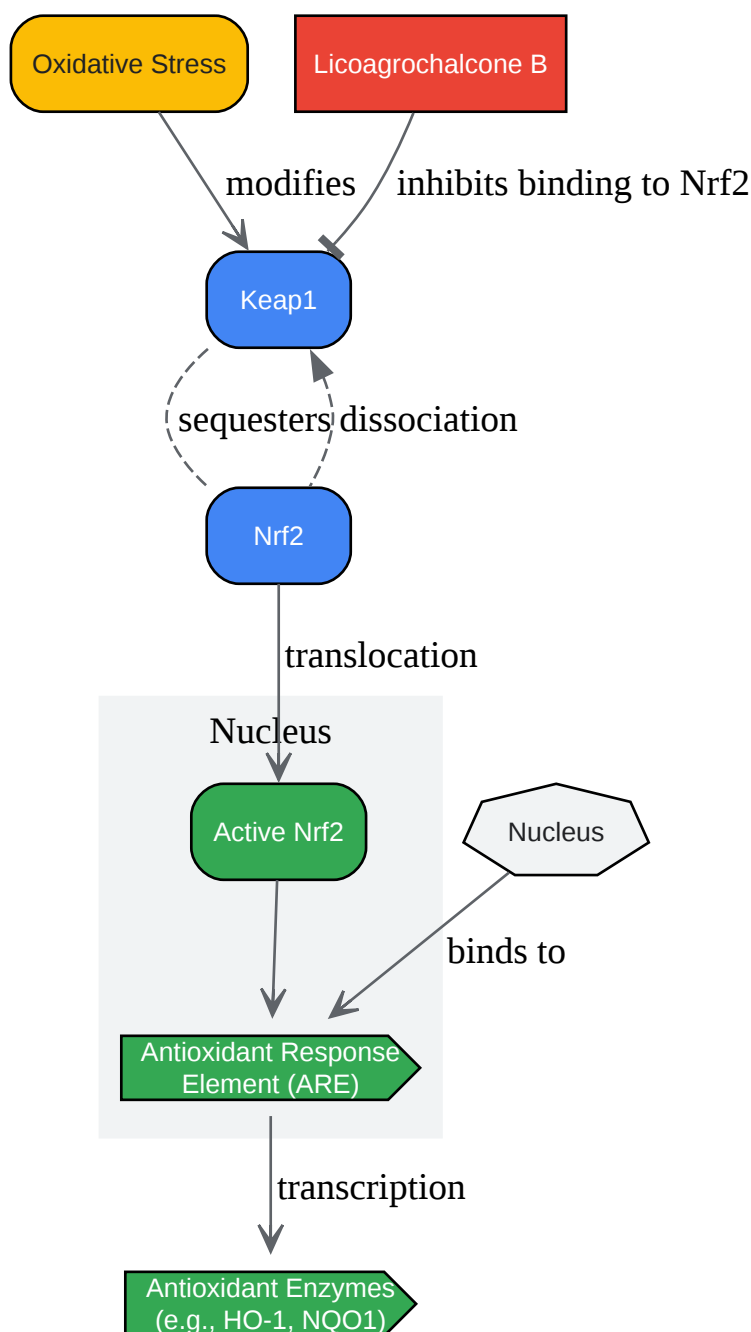 Oxidative Stress
Licoagrochalcone B
modifies
inhibits binding to Nrf2
Keap1
sequesters
dissociation
Nrf2
translocation
Nucleus
Active Nrf2
Nucleus
binds to
Antioxidant Response
Element (ARE)
transcription
Antioxidant Enzymes
(e.g., HO-1, NQO1)